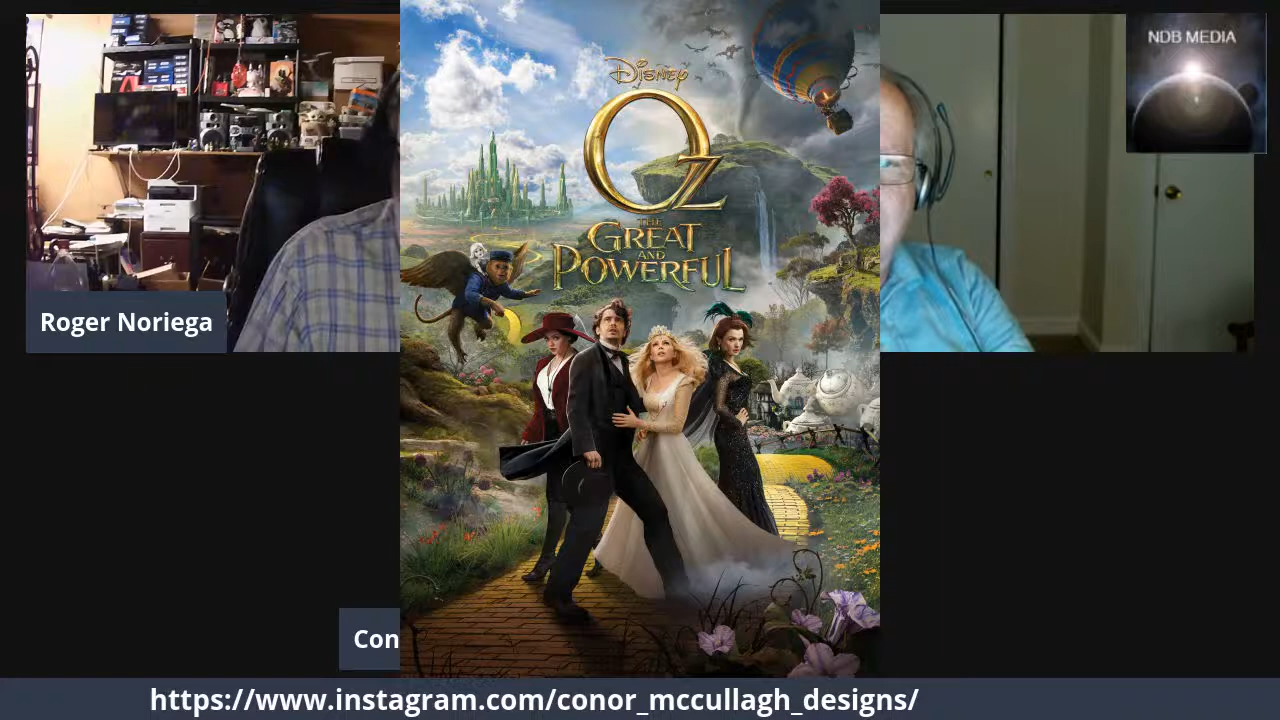 NDB MEDIA
DISNEY
OZ
THE
GREAT
AND
POWERFUL
Roger Noriega
Con
https://www.instagram.com/conor_mccullagh_designs/